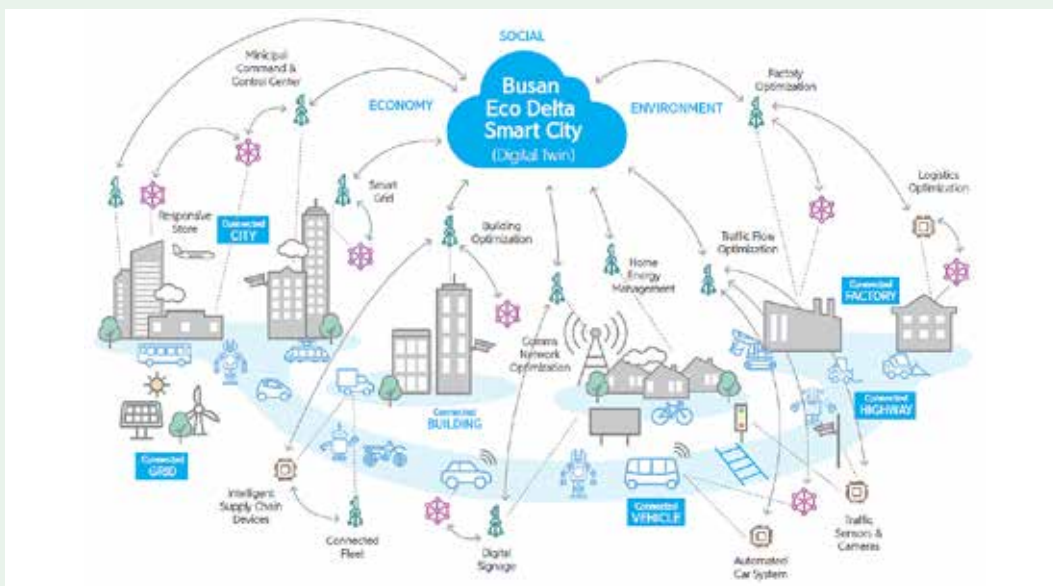 SOCIAL
Busan
Eco Delta
Smart City
(Digital Twin)
ECONOMY
ENVIRONMENT
Minicipal
Command &
Control Center
Factory
Optimization
Smart
Grid
Logistics
Optimization
Responsive
Store
Connected
CITY
Building
Optimization
Traffic Flow
Optimization
Home
Energy
Management
Connected
FACTORY
Comms
Network
Optimization
Connected
BUILDING
Connected
HIGHWAY
Connected
GRID
Intelligent
Supply Chain
Devices
Connected
Fleet
Digital
Signage
Connected
VEHICLE
Automated
Car System
Traffic
Sensors &
Cameras